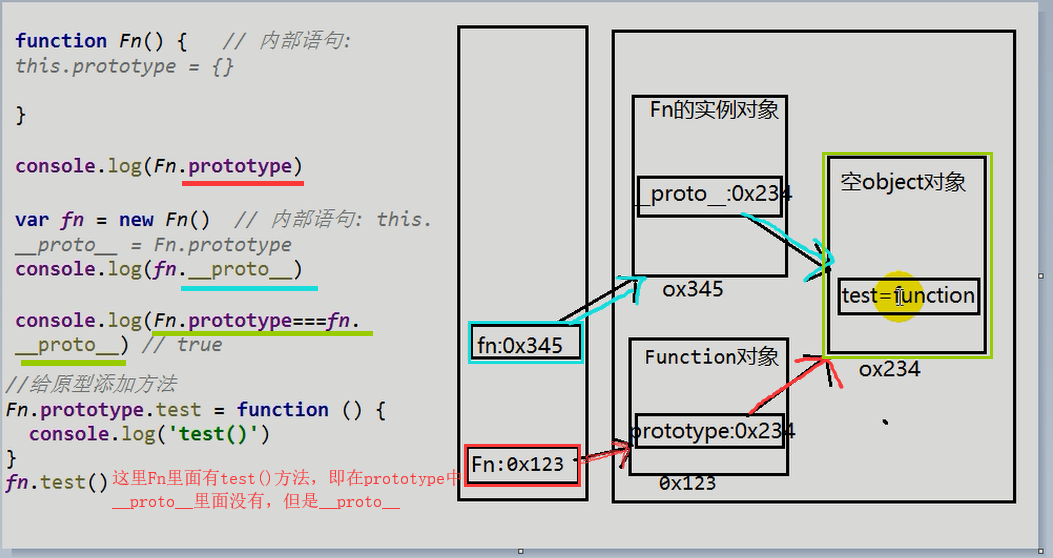 function Fn() {   // 内部语句:
this.prototype = {}
}
console.log(Fn.prototype)
var fn = new Fn()  // 内部语句: this.
__proto__ = Fn.prototype
console.log(fn.__proto__)
console.log(Fn.prototype===fn.
__proto__) // true
//给原型添加方法
Fn.prototype.test = function () {
  console.log('test()')
}
fn.test()
这里Fn里面有test()方法，即在prototype中
__proto__里面没有，但是__proto__
fn:0x345
Fn:0x123
Fn的实例对象
__proto__:0x234
ox345
Function对象
prototype:0x234
0x123
空object对象
test=function
ox234